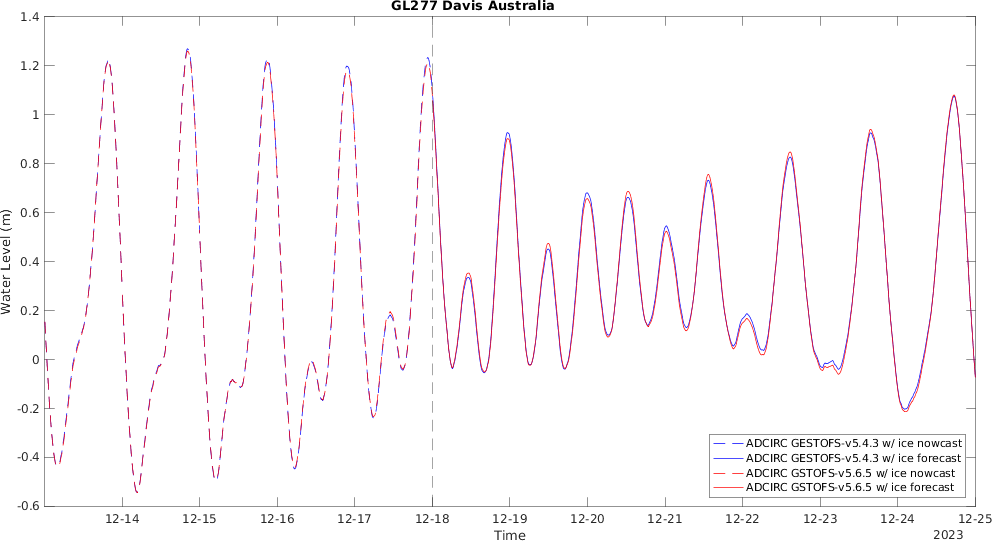 GL277 Davis Australia
Water Level (m)
1.4
1.2
1
0.8
0.6
0.4
0.2
0
-0.2
-0.4
-0.6
ADCIRC GESTOFS-v5.4.3 w/ ice nowcast
ADCIRC GESTOFS-v5.4.3 w/ ice forecast
ADCIRC GSTOFS-v5.6.5 w/ ice nowcast
ADCIRC GSTOFS-v5.6.5 w/ ice forecast
12-14 12-15 12-16 12-17 12-18 12-19 12-20 12-21 12-22 12-23 12-24 12-25
Time
2023